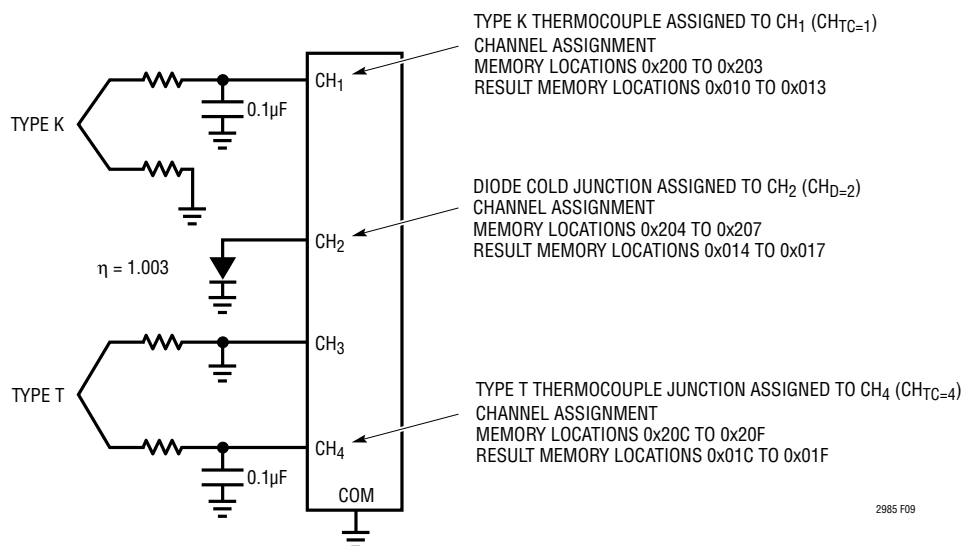 TYPE K THERMOCOUPLE ASSIGNED TO CH1 (CHTC=1)
CHANNEL ASSIGNMENT
MEMORY LOCATIONS 0x200 TO 0x203
RESULT MEMORY LOCATIONS 0x010 TO 0x013
CH1
0.1µF
TYPE K
DIODE COLD JUNCTION ASSIGNED TO CH2 (CHD=2)
CHANNEL ASSIGNMENT
MEMORY LOCATIONS 0x204 TO 0x207
RESULT MEMORY LOCATIONS 0x014 TO 0x017
CH2
η = 1.003
CH3
TYPE T
TYPE T THERMOCOUPLE JUNCTION ASSIGNED TO CH4 (CHTC=4)
CHANNEL ASSIGNMENT
MEMORY LOCATIONS 0x20C TO 0x20F
RESULT MEMORY LOCATIONS 0x01C TO 0x01F
CH4
0.1µF
COM
2985 F09